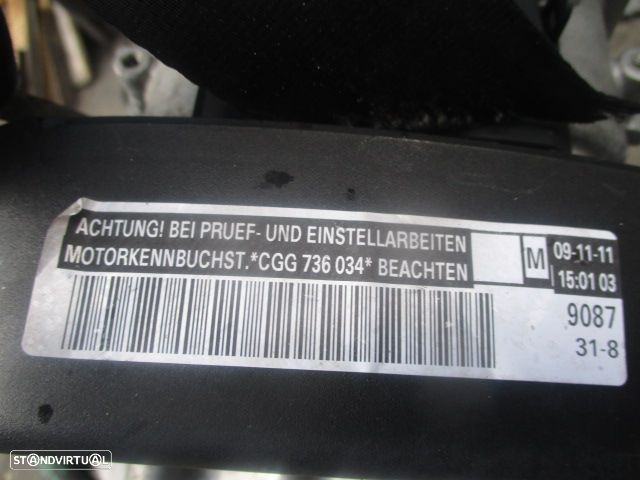 ACHTUNG! BEI PRUEF- UND EINSTELLARBEITEN
MOTORKENNBUCHST.*CGG 736 034* BEACHTEN
M
09-11-11
15:01 03
9087
31-8
STANDVIRTUAL